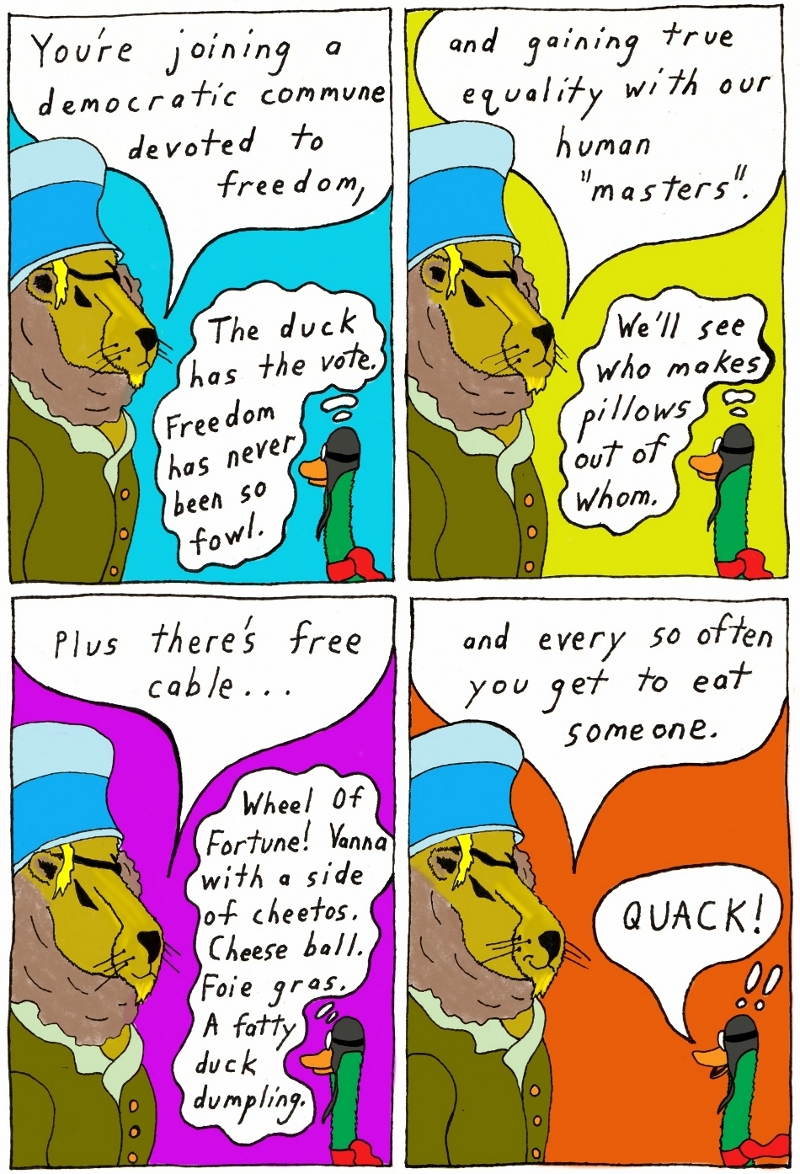 You're joining a
democratic commune
devoted to
freedom,
The duck
has the vote.
Freedom
has never
been so
fowl.
and gaining true
equality with our
human
"masters".
We'll see
who makes
pillows
out of
whom.
Plus there's free
cable...
Wheel Of
Fortune! Vanna
with a side
of cheetos.
Cheese ball.
Foie gras.
A fatty
duck
dumpling.
and every so often
you get to eat
someone.
QUACK!
!!